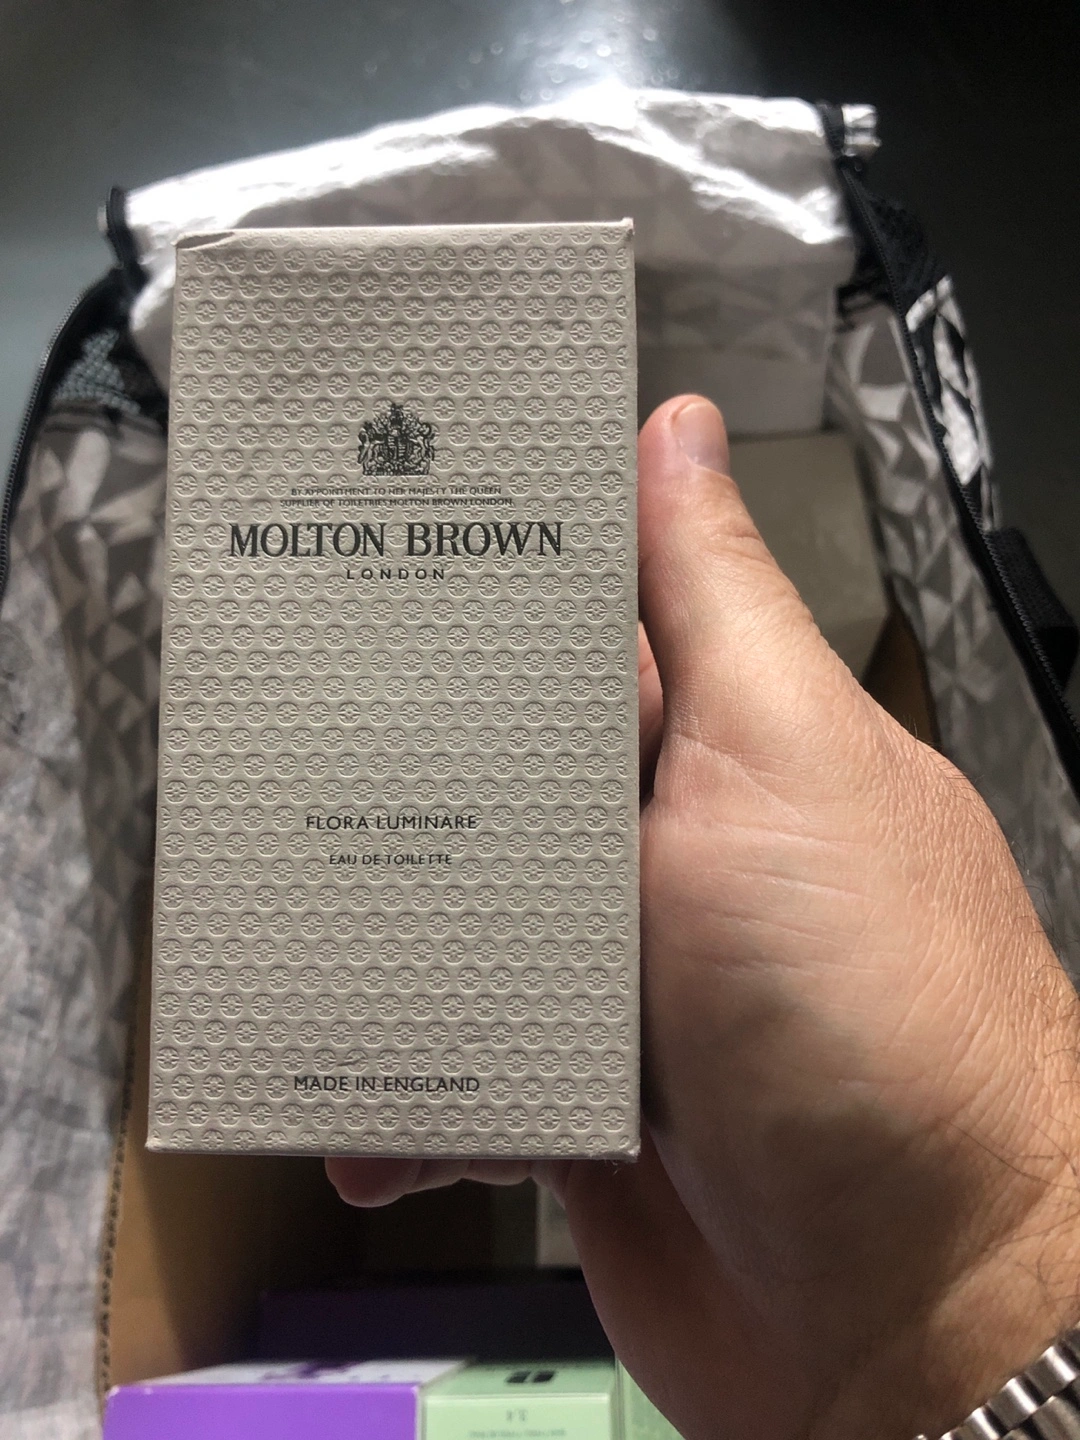 BY APPOINTMENT TO HER MAJESTY THE QUEEN
SUPPLIER OF TOILETRIES MOLTON BROWN LONDON
MOLTON BROWN
LONDON
FLORA LUMINARE
EAU DE TOILETTE
MADE IN ENGLAND